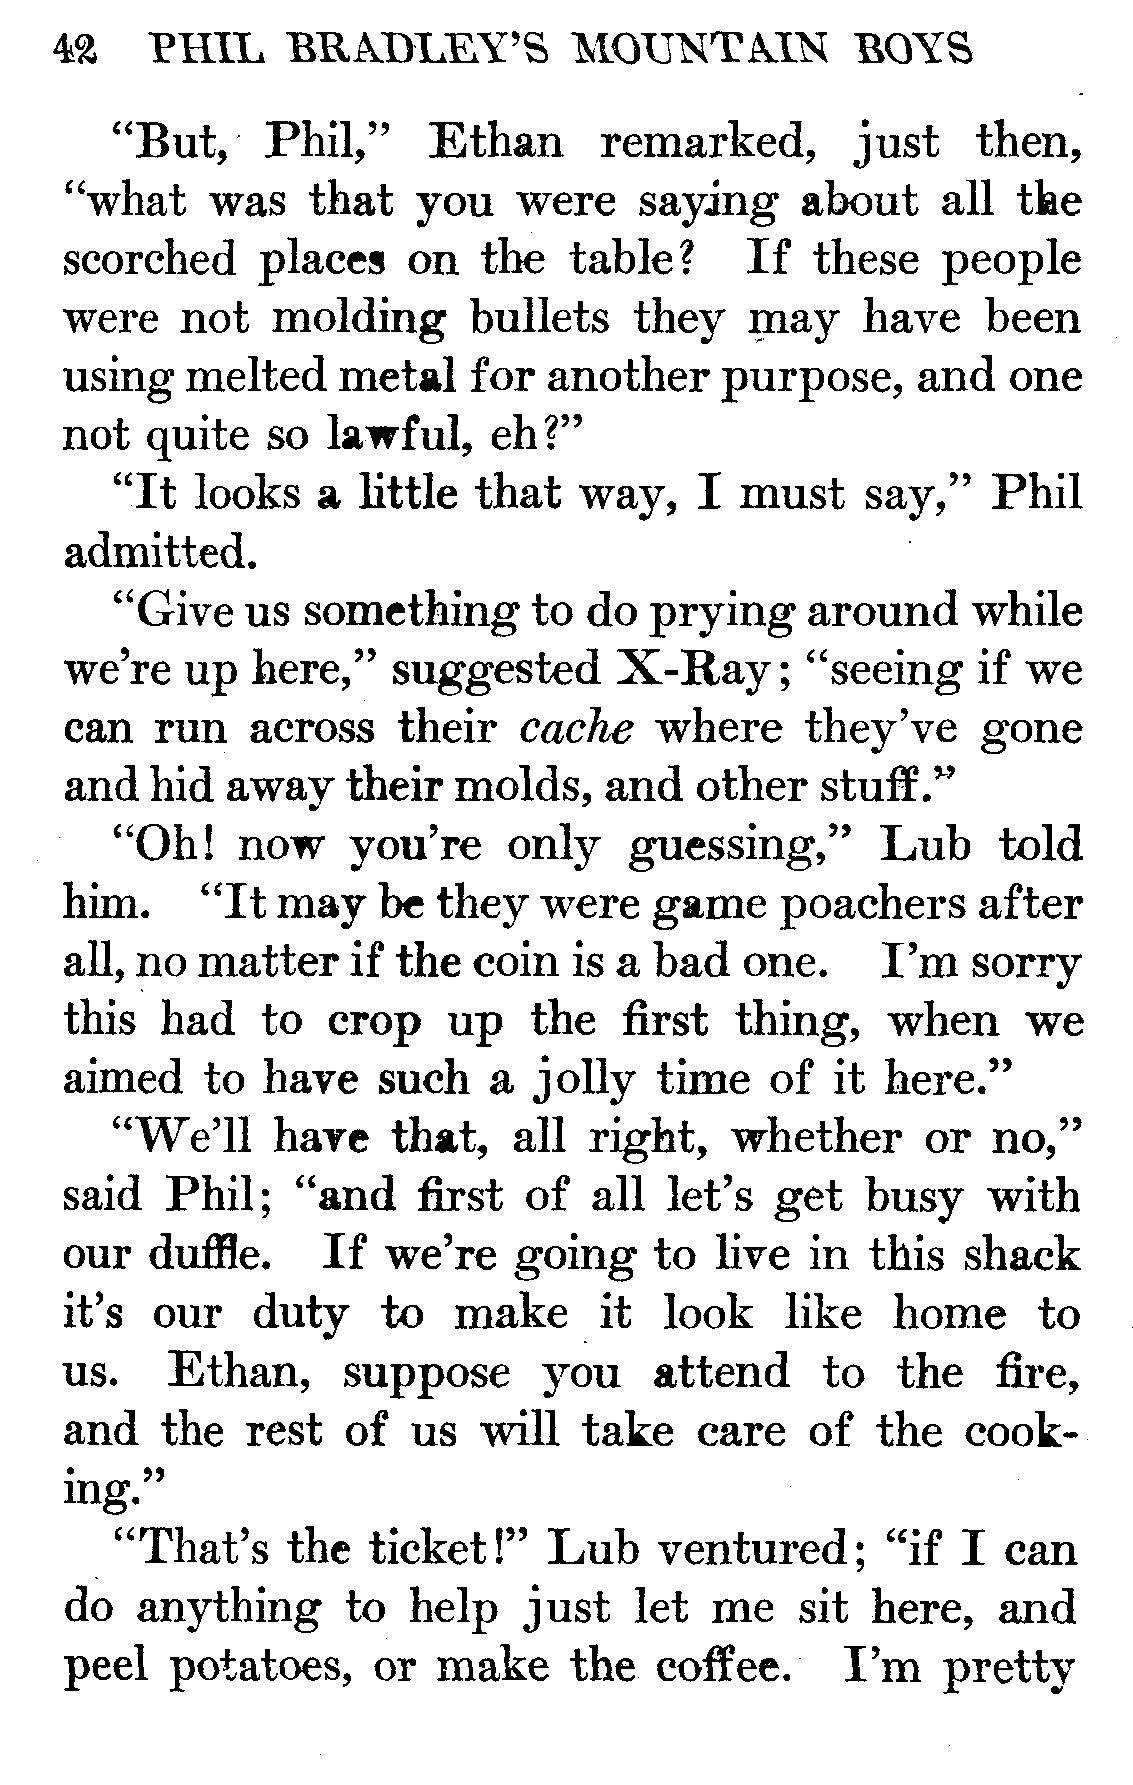 42 PHIL BRADLEY'S MOUNTAIN BOYS
“But, Phil,” Ethan remarked, just then,
“what was that you were saying about all the
scorched places on the table? If these people
were not molding bullets they may have been
using melted metal for another purpose, and one
not quite so lawful, eh?”
“It looks a little that way, I must say,” Phil
admitted.
“Give us something to do prying around while
we're up here,” suggested X-Ray; “seeing if we
can run across their cache where they've gone
and hid away their molds, and other stuff.”
“Oh! now you're only guessing,” Lub told
him. “It may be they were game poachers after
all, no matter if the coin is a bad one. I'm sorry
this had to crop up the first thing, when we
aimed to have such a jolly time of it here.”
“We'll have that, all right, whether or no,”
said Phil; “and first of all let's get busy with
our duffle. If we're going to live in this shack
it's our duty to make it look like home to
us. Ethan, suppose you attend to the fire,
and the rest of us will take care of the cook-
ing.”
“That's the ticket!” Lub ventured; “if I can
do anything to help just let me sit here, and
peel potatoes, or make the coffee. I'm pretty